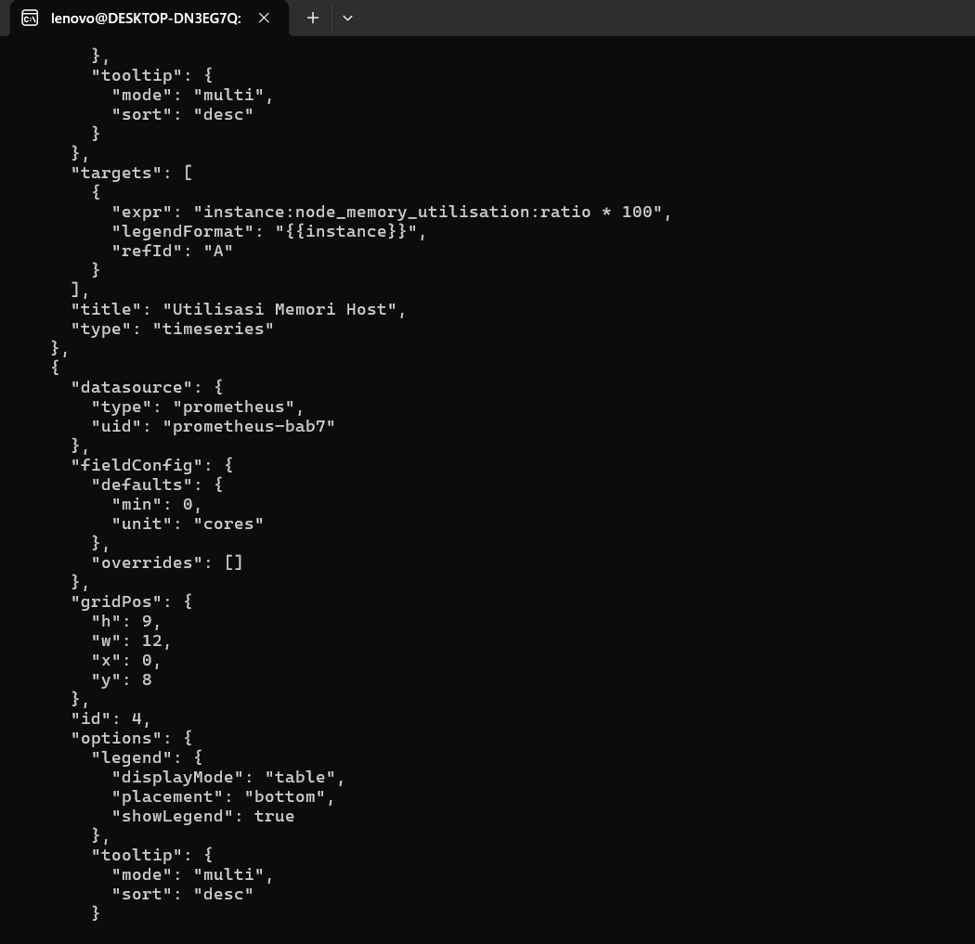 lenovo@DESKTOP-DN3EG7Q:
      },
      "tooltip": {
        "mode": "multi",
        "sort": "desc"
      }
    },
    "targets": [
      {
        "expr": "instance:node_memory_utilisation:ratio * 100",
        "legendFormat": "{{instance}}",
        "refId": "A"
      }
    ],
    "title": "Utilisasi Memori Host",
    "type": "timeseries"
  },
  {
    "datasource": {
      "type": "prometheus",
      "uid": "prometheus-bab7"
    },
    "fieldConfig": {
      "defaults": {
        "min": 0,
        "unit": "cores"
      },
      "overrides": []
    },
    "gridPos": {
      "h": 9,
      "w": 12,
      "x": 0,
      "y": 8
    },
    "id": 4,
    "options": {
      "legend": {
        "displayMode": "table",
        "placement": "bottom",
        "showLegend": true
      },
      "tooltip": {
        "mode": "multi",
        "sort": "desc"
      }